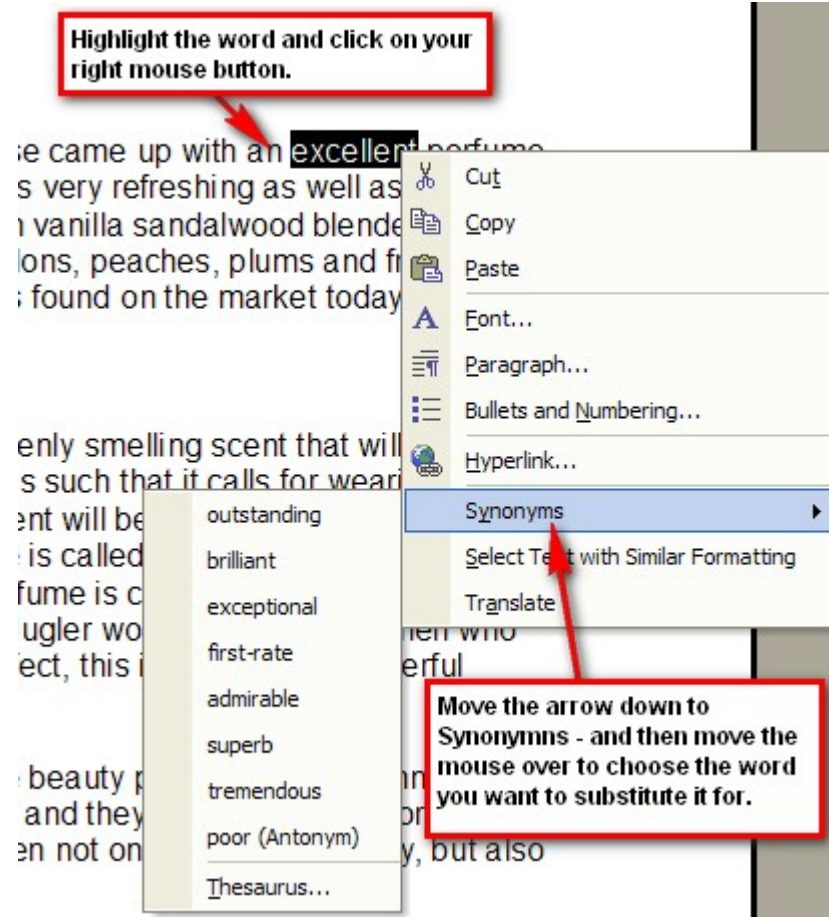 Highlight the word and click on your
right mouse button.
se came up with an excellent perfume
s very refreshing as well as
vanilla sandalwood blende
lons, peaches, plums and f
found on the market today
enly smelling scent that will
s such that it calls for weari
ent will be
is called
fume is c
ugler wo men who
ect, this i erful
beauty p
and they
en not on y, but also
Cut
Copy
Paste
Font...
Paragraph...
Bullets and Numbering...
Hyperlink...
Synonyms
Select Text with Similar Formatting
Translate
outstanding
brilliant
exceptional
first-rate
admirable
superb
tremendous
poor (Antonym)
Thesaurus...
Move the arrow down to
Synonymns - and then move the
mouse over to choose the word
you want to substitute it for.